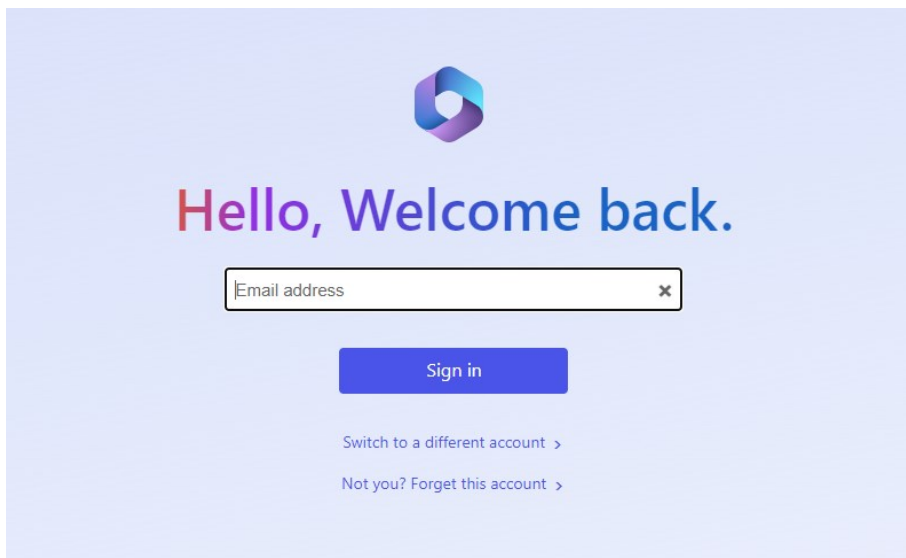 Hello, Welcome back.
Email address
Sign in
Switch to a different account
Not you? Forget this account